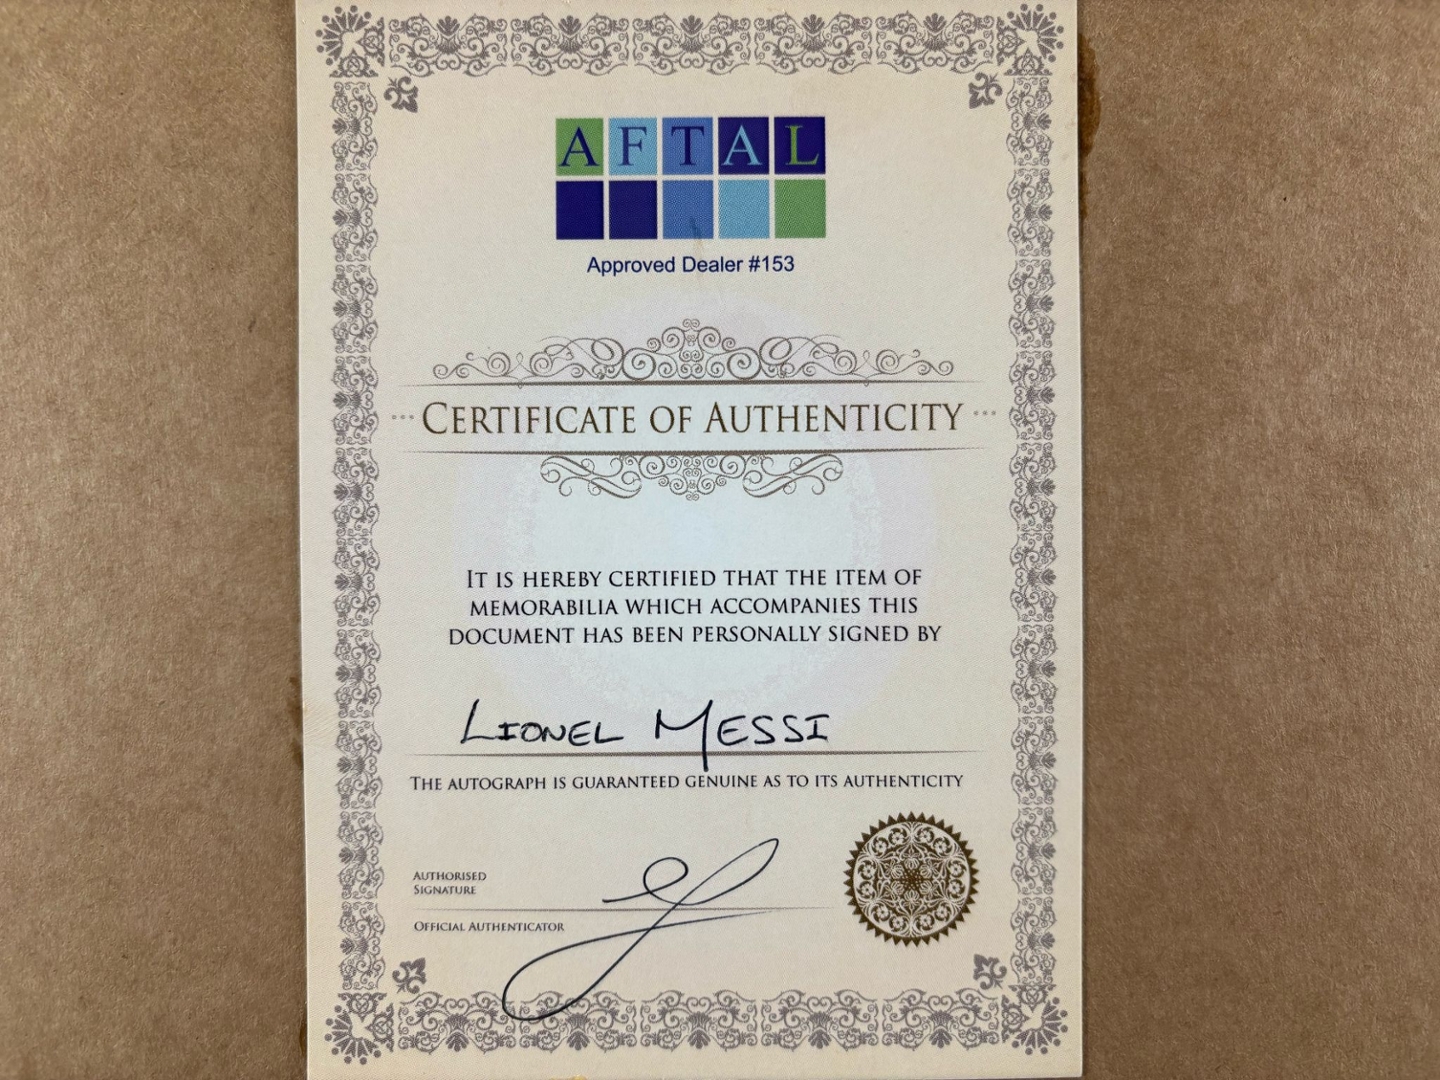 AFTAL
Approved Dealer #153
CERTIFICATE OF AUTHENTICITY
IT IS HEREBY CERTIFIED THAT THE ITEM OF
MEMORABILIA WHICH ACCOMPANIES THIS
DOCUMENT HAS BEEN PERSONALLY SIGNED BY
LIONEL MESSI
THE AUTOGRAPH IS GUARANTEED GENUINE AS TO ITS AUTHENTICITY
AUTHORISED
SIGNATURE
OFFICIAL AUTHENTICATOR